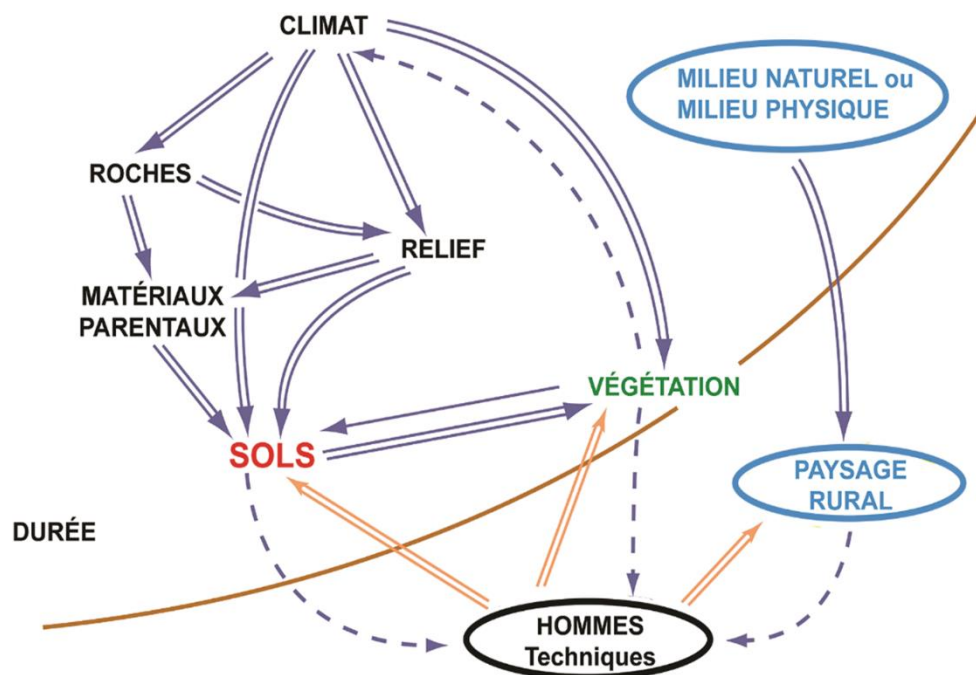 CLIMAT
MILIEU NATUREL ou
MILIEU PHYSIQUE
ROCHES
RELIEF
MATÉRIAUX
PARENTAUX
VÉGÉTATION
SOLS
PAYSAGE
RURAL
DURÉE
HOMMES
Techniques